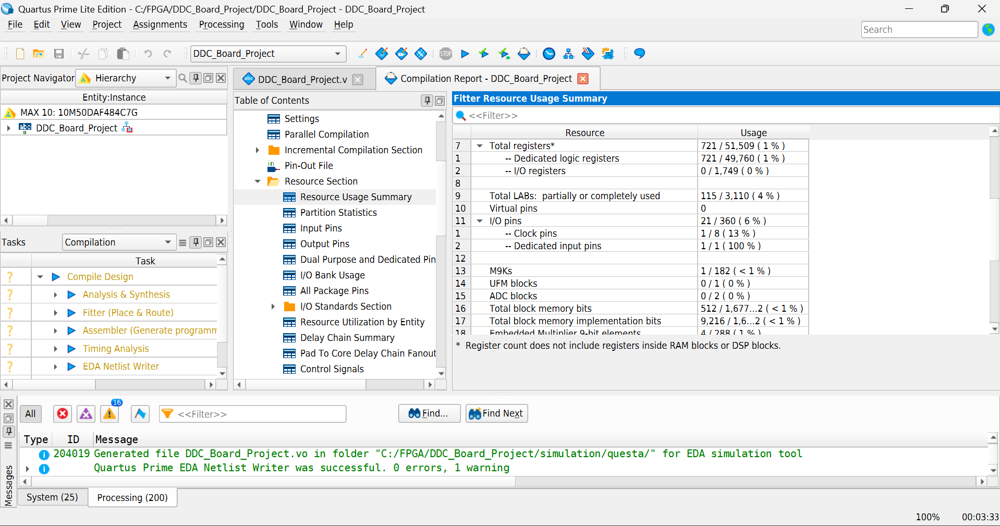 Quartus Prime Lite Edition - C:/FPGA/DDC_Board_Project/DDC_Board_Project - DDC_Board_Project
File Edit View Project Assignments Processing Tools Window Help
Search
DDC_Board_Project
STOP
Project Navigator Hierarchy
Entity:Instance
MAX 10: 10M50DAF484C7G
abc DDC_Board_Project
Tasks Compilation
Task
? Compile Design
? Analysis & Synthesis
? Fitter (Place & Route)
? Assembler (Generate programm
? Timing Analysis
? EDA Netlist Writer
abc DDC_Board_Project.v
Compilation Report - DDC_Board_Project
Table of Contents
Settings
Parallel Compilation
Incremental Compilation Section
in Pin-Out File
Resource Section
Resource Usage Summary
Partition Statistics
Input Pins
Output Pins
Dual Purpose and Dedicated Pin
I/O Bank Usage
All Package Pins
I/O Standards Section
Resource Utilization by Entity
Delay Chain Summary
Pad To Core Delay Chain Fanout
Control Signals
Fitter Resource Usage Summary
<<Filter>>
Resource Usage
7 Total registers* 721 / 51,509 ( 1 % )
1 -- Dedicated logic registers 721 / 49,760 ( 1 % )
2 -- I/O registers 0 / 1,749 ( 0 % )
8
9 Total LABs: partially or completely used 115 / 3,110 ( 4 % )
10 Virtual pins 0
11 I/O pins 21 / 360 ( 6 % )
1 -- Clock pins 1 / 8 ( 13 % )
2 -- Dedicated input pins 1 / 1 ( 100 % )
12
13 M9Ks 1 / 182 ( < 1 % )
14 UFM blocks 0 / 1 ( 0 % )
15 ADC blocks 0 / 2 ( 0 % )
16 Total block memory bits 512 / 1,677...2 ( < 1 % )
17 Total block memory implementation bits 9,216 / 1,6...2 ( < 1 % )
18 Embedded Multiplier 9-bit elements 4 / 288 ( 1 % )
* Register count does not include registers inside RAM blocks or DSP blocks.
All 16 <<Filter>> Find... Find Next
Type ID Message
204019 Generated file DDC_Board_Project.vo in folder "C:/FPGA/DDC_Board_Project/simulation/questa/" for EDA simulation tool
Quartus Prime EDA Netlist Writer was successful. 0 errors, 1 warning
Messages
System (25) Processing (200)
100% 00:03:33